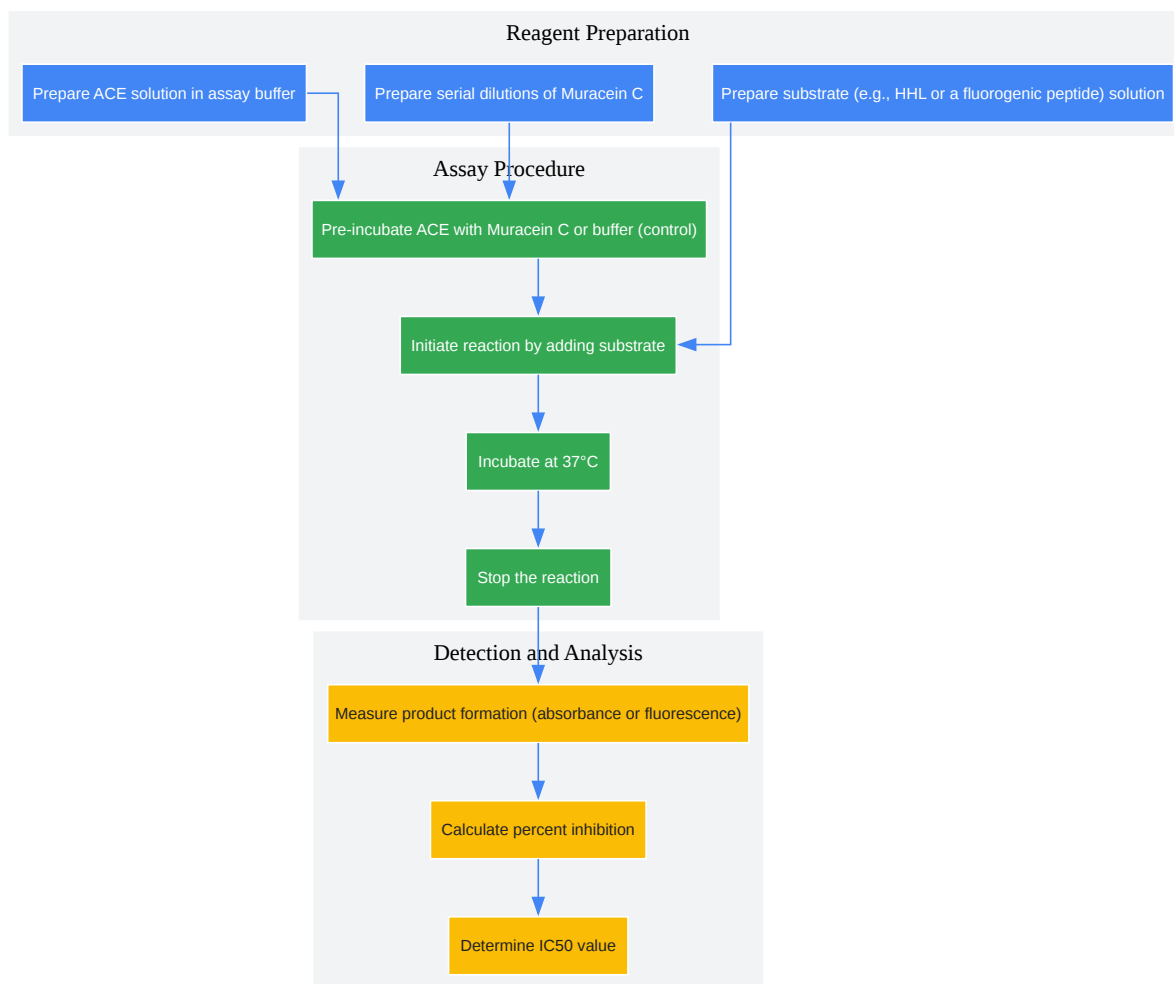 Reagent Preparation
Prepare ACE solution in assay buffer
Prepare serial dilutions of Muracein C
Prepare substrate (e.g., HHL or a fluorogenic peptide) solution
Assay Procedure
Pre-incubate ACE with Muracein C or buffer (control)
Initiate reaction by adding substrate
Incubate at 37°C
Stop the reaction
Detection and Analysis
Measure product formation (absorbance or fluorescence)
Calculate percent inhibition
Determine IC50 value